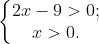 2x - 9 > 0;
x > 0.